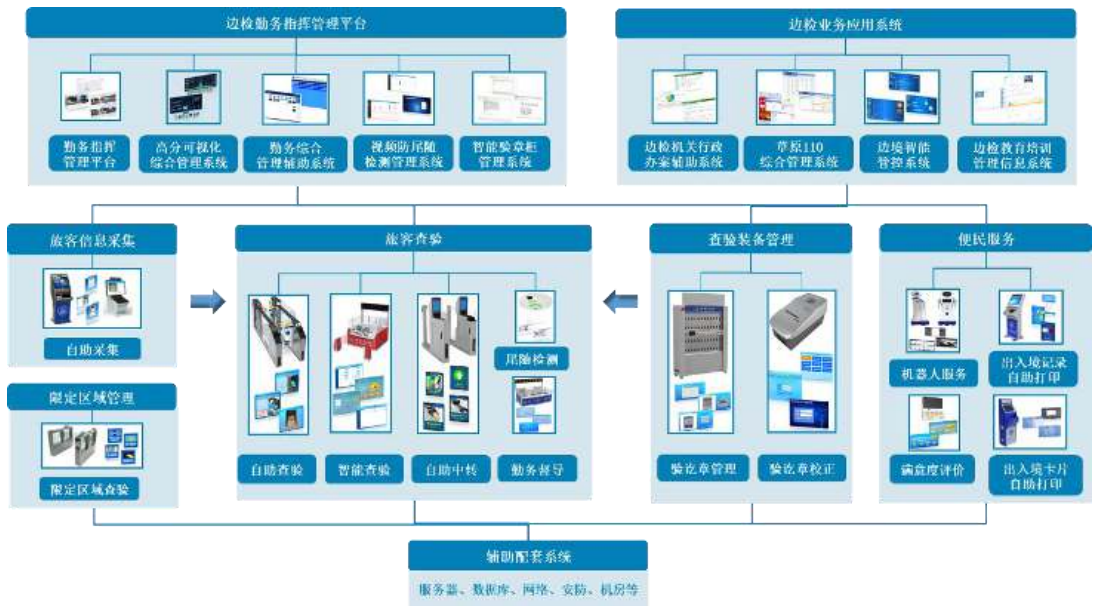 边检勤务指挥管理平台
边检业务应用系统
勤务指挥
管理平台
高分可视化
综合管理系统
勤务综合
管理辅助系统
视频防尾随
检测管理系统
智能验章柜
管理系统
边检机关行政
办案辅助系统
草原110
综合管理系统
边境智能
管控系统
边检教育培训
管理信息系统
旅客信息采集
旅客查验
查验装备管理
便民服务
自助采集
限定区域管理
限定区域查验
尾随检测
自助查验
智能查验
自助中转
勤务督导
验讫章管理
验讫章校正
机器人服务
出入境记录
自助打印
满意度评价
出入境卡片
自助打印
辅助配套系统
服务器、数据库、网络、安防、机房等